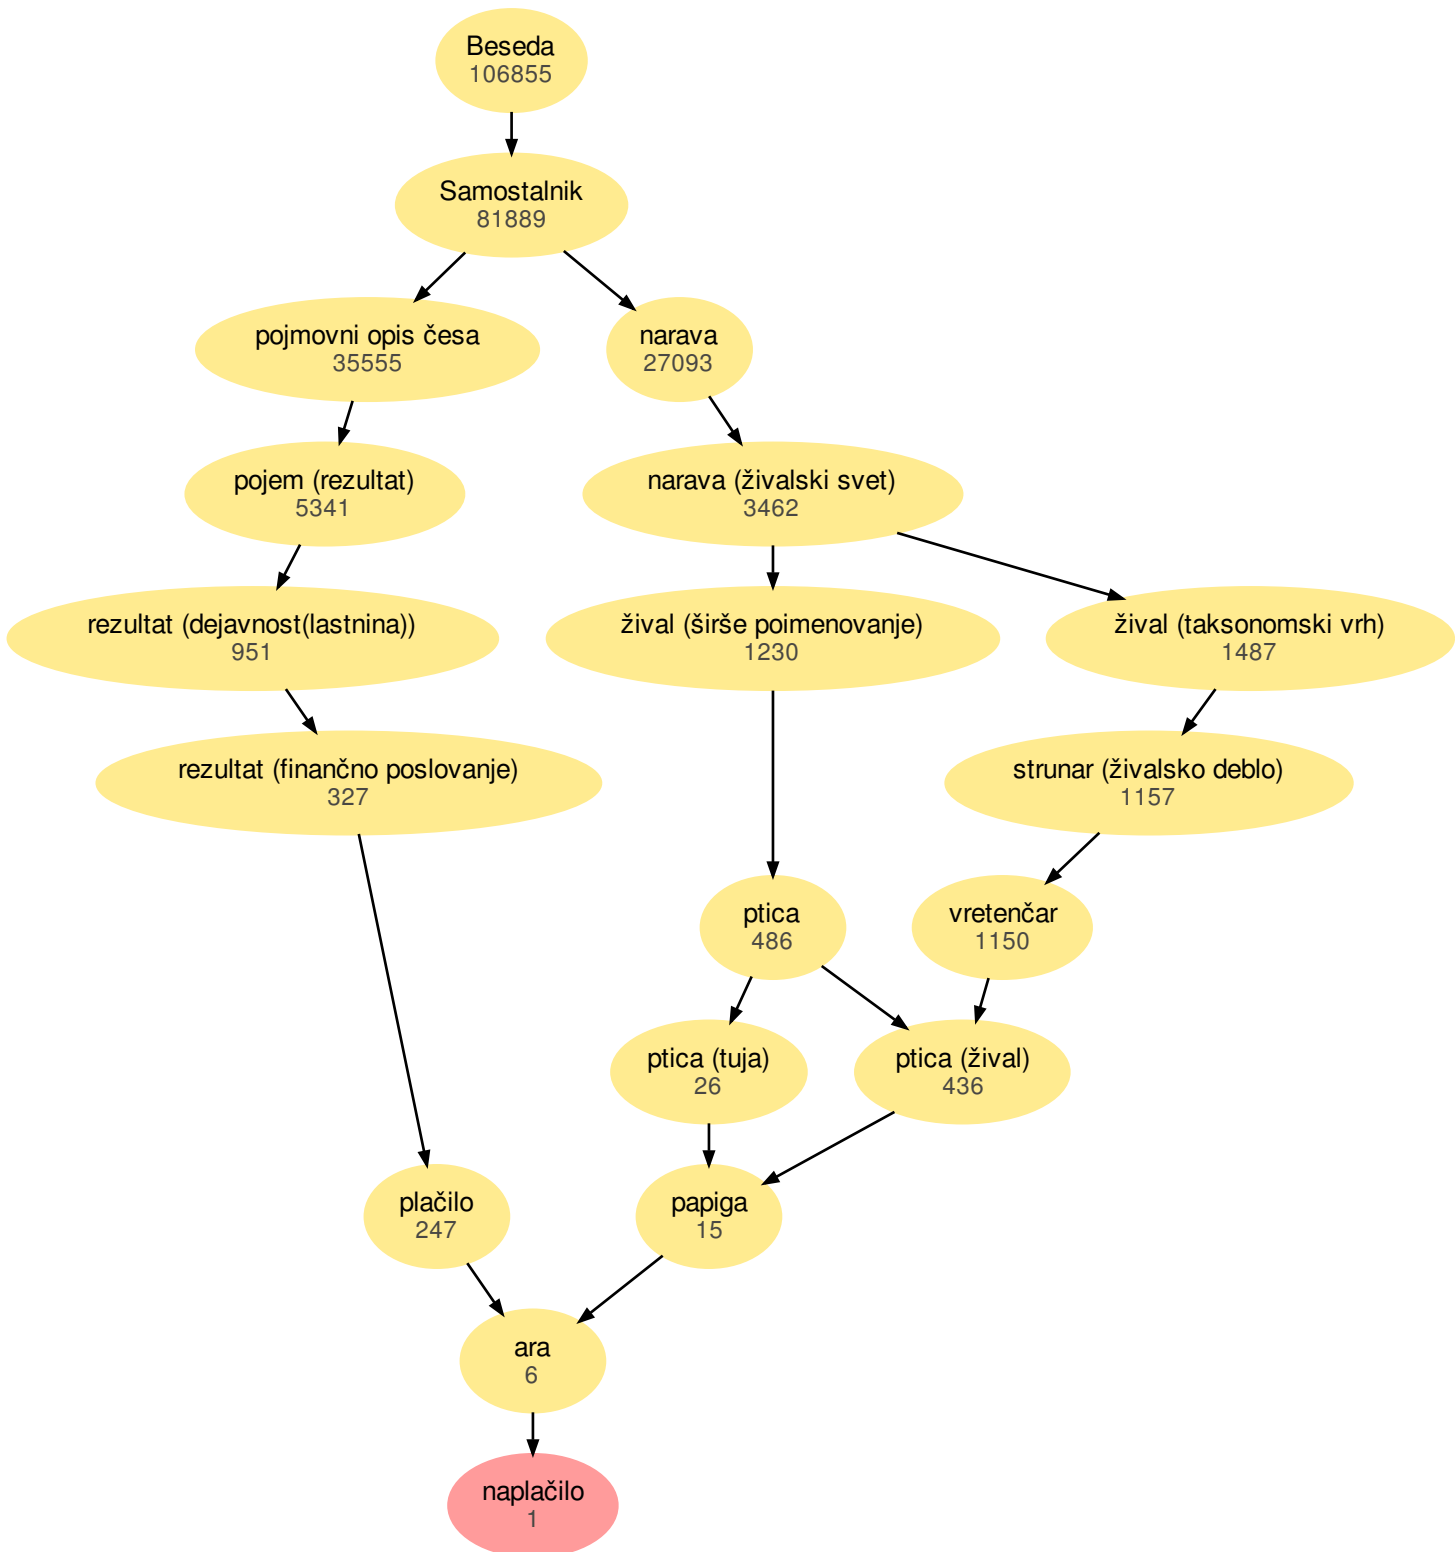 Beseda
106855
Samostalnik
81889
pojmovni opis česa
35555
narava
27093
pojem (rezultat)
5341
narava (živalski svet)
3462
rezultat (dejavnost(lastnina))
951
žival (širše poimenovanje)
1230
žival (taksonomski vrh)
1487
rezultat (finančno poslovanje)
327
strunar (živalsko deblo)
1157
ptica
486
vretenčar
1150
ptica (tuja)
26
ptica (žival)
436
plačilo
247
papiga
15
ara
6
naplačilo
1